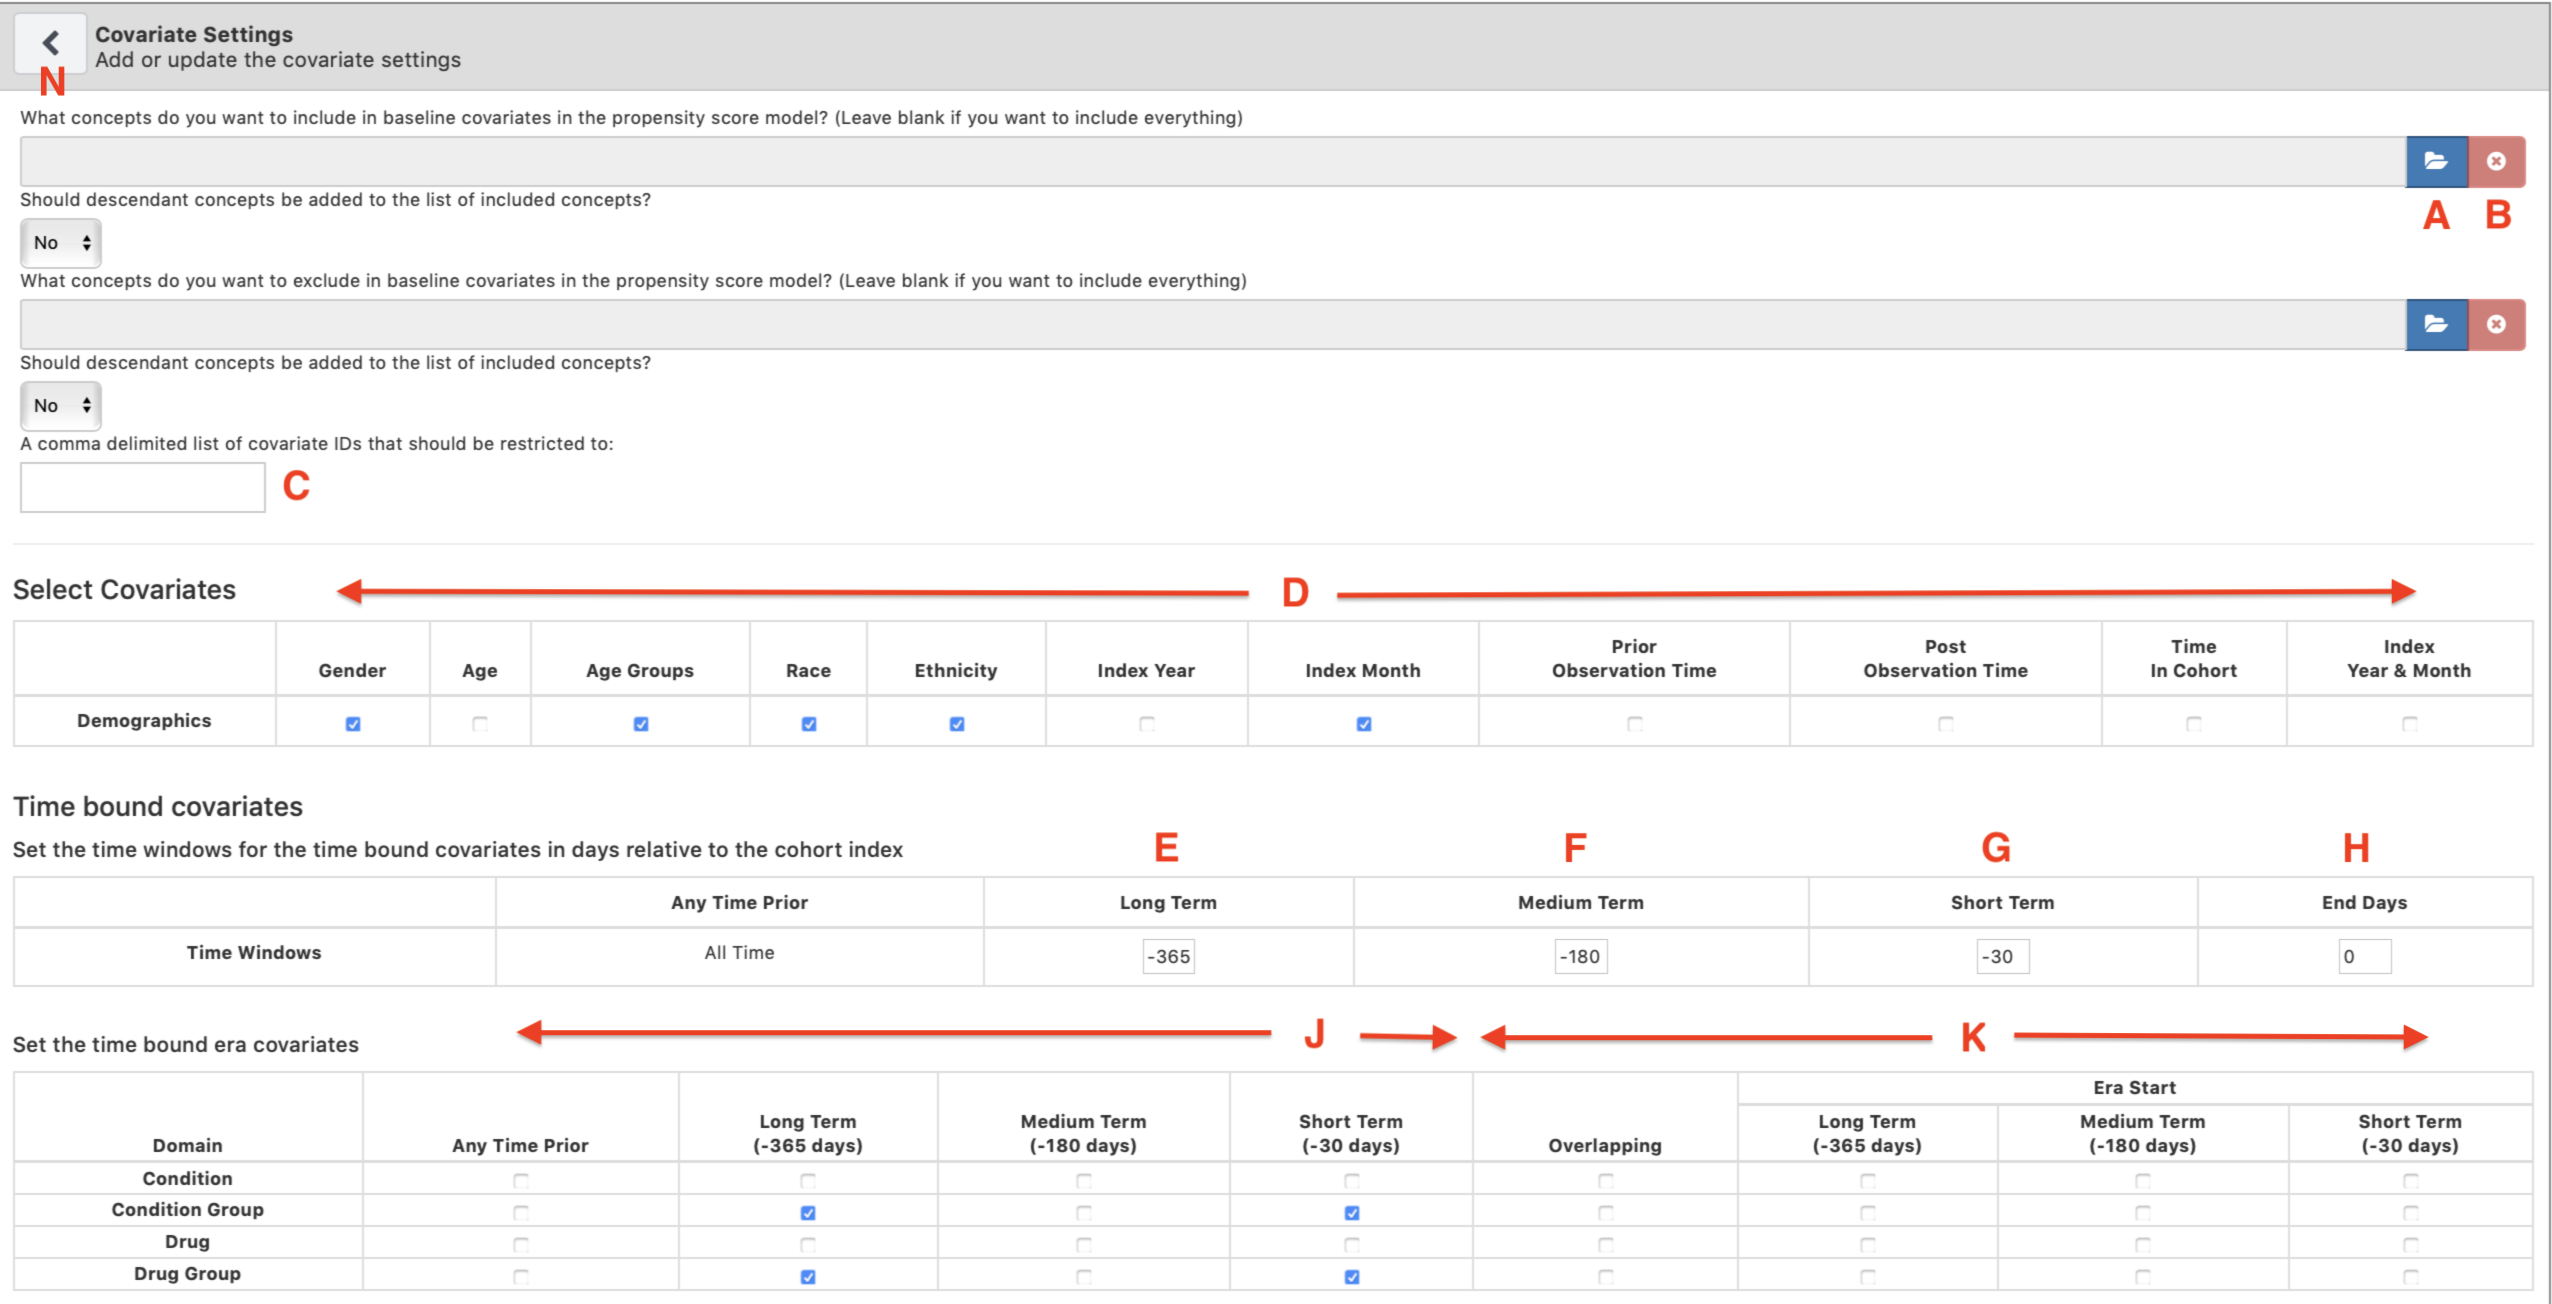 Covariate Settings
Add or update the covariate settings
N
What concepts do you want to include in baseline covariates in the propensity score model? (Leave blank if you want to include everything)
A B
Should descendant concepts be added to the list of included concepts?
No
What concepts do you want to exclude in baseline covariates in the propensity score model? (Leave blank if you want to include everything)
Should descendant concepts be added to the list of included concepts?
No
A comma delimited list of covariate IDs that should be restricted to:
C
Select Covariates D
Gender Age Age Groups Race Ethnicity Index Year Index Month Prior Observation Time Post Observation Time Time In Cohort Index Year & Month
Demographics
Time bound covariates
Set the time windows for the time bound covariates in days relative to the cohort index E F G H
Any Time Prior Long Term Medium Term Short Term End Days
Time Windows All Time -365 -180 -30 0
Set the time bound era covariates J K
Era Start
Domain Any Time Prior Long Term (-365 days) Medium Term (-180 days) Short Term (-30 days) Overlapping Long Term (-365 days) Medium Term (-180 days) Short Term (-30 days)
Condition
Condition Group
Drug
Drug Group